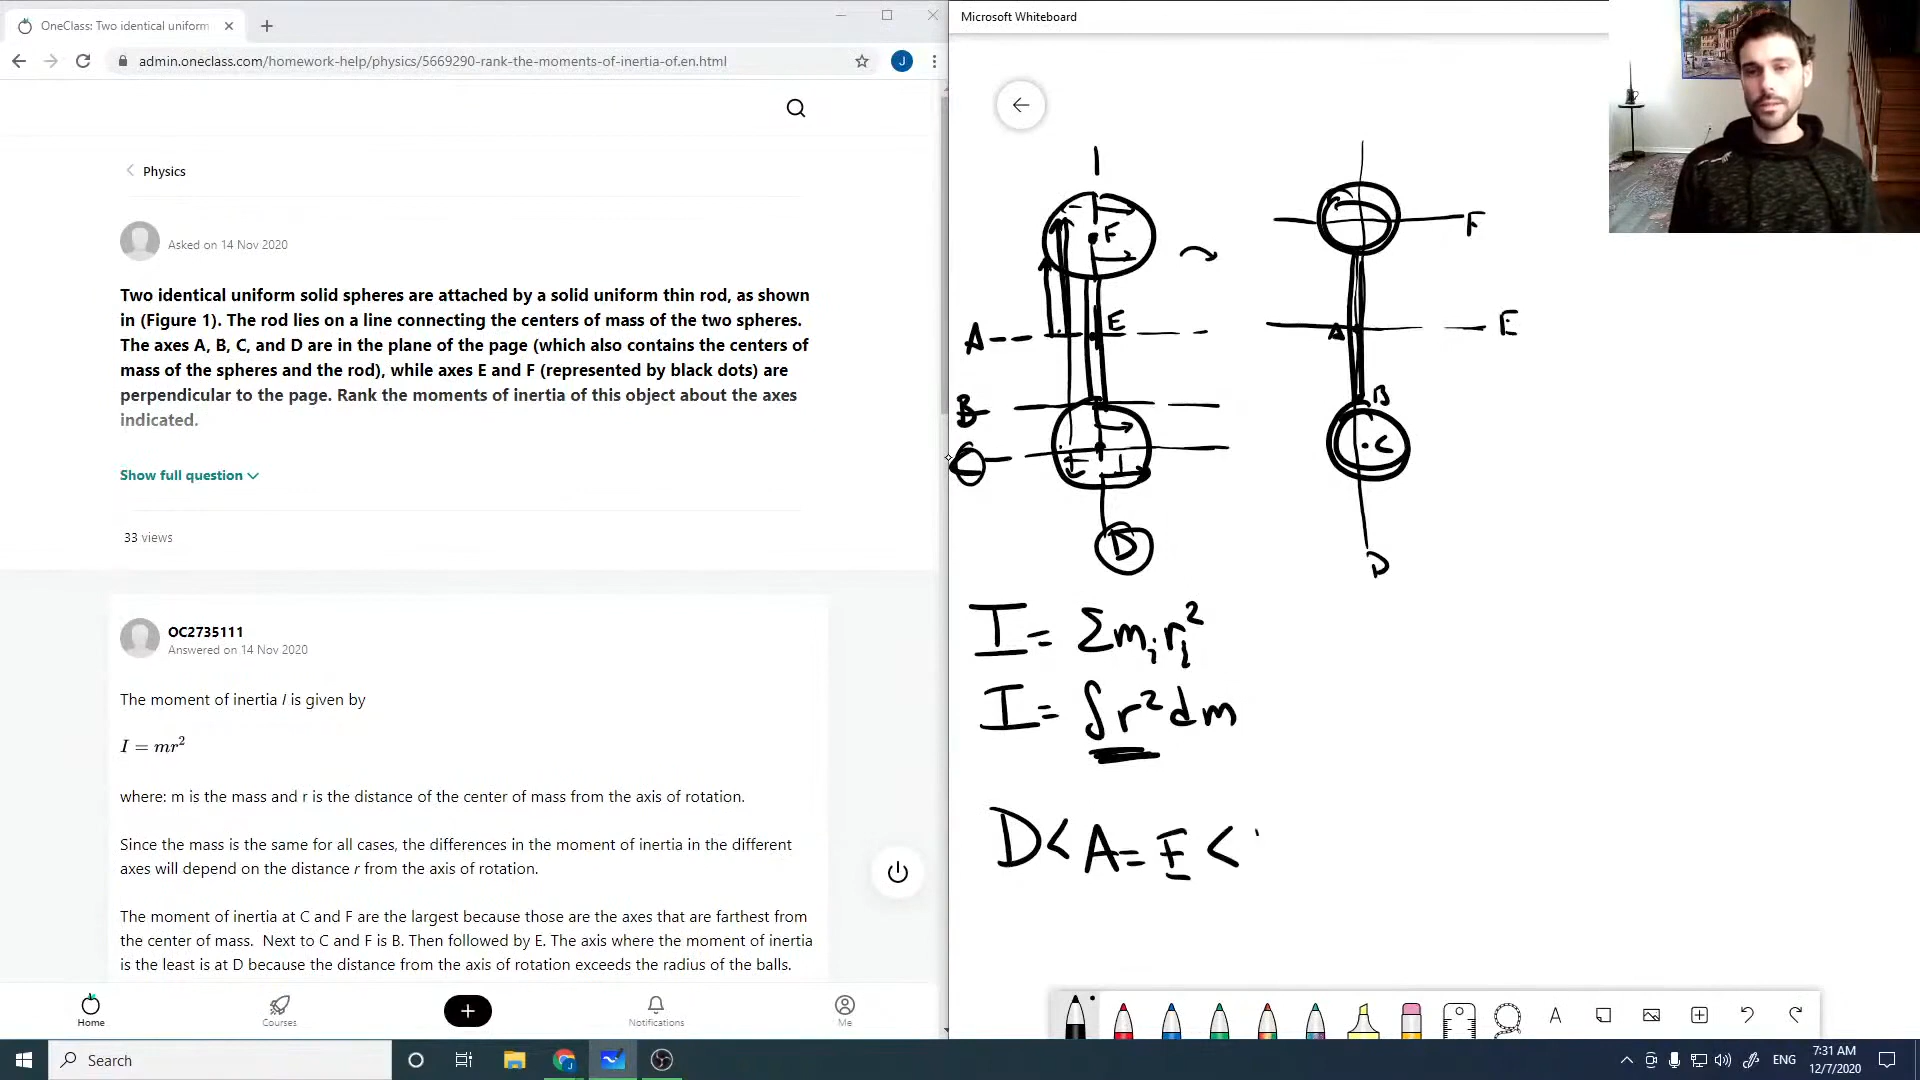 OneClass: Two identical uniform
admin.oneclass.com/homework-help/physics/5669290-rank-the-moments-of-inertia-of.en.html
J
Physics
Asked on 14 Nov 2020
Two identical uniform solid spheres are attached by a solid uniform thin rod, as shown
in (Figure 1). The rod lies on a line connecting the centers of mass of the two spheres.
The axes A, B, C, and D are in the plane of the page (which also contains the centers of
mass of the spheres and the rod), while axes E and F (represented by black dots) are
perpendicular to the page. Rank the moments of inertia of this object about the axes
indicated.
Show full question
33 views
OC2735111
Answered on 14 Nov 2020
The moment of inertia I is given by
I = mr²
where: m is the mass and r is the distance of the center of mass from the axis of rotation.
Since the mass is the same for all cases, the differences in the moment of inertia in the different
axes will depend on the distance r from the axis of rotation.
The moment of inertia at C and F are the largest because those are the axes that are farthest from
the center of mass. Next to C and F is B. Then followed by E. The axis where the moment of inertia
is the least is at D because the distance from the axis of rotation exceeds the radius of the balls.
Home
Courses
Notifications
Me
Microsoft Whiteboard
F
E
A
B
C
D
F
A
E
B
C
D
I = Σmᵢrᵢ²
I = ∫r²dm
D < A = E <
Search
ENG
7:31 AM
12/7/2020